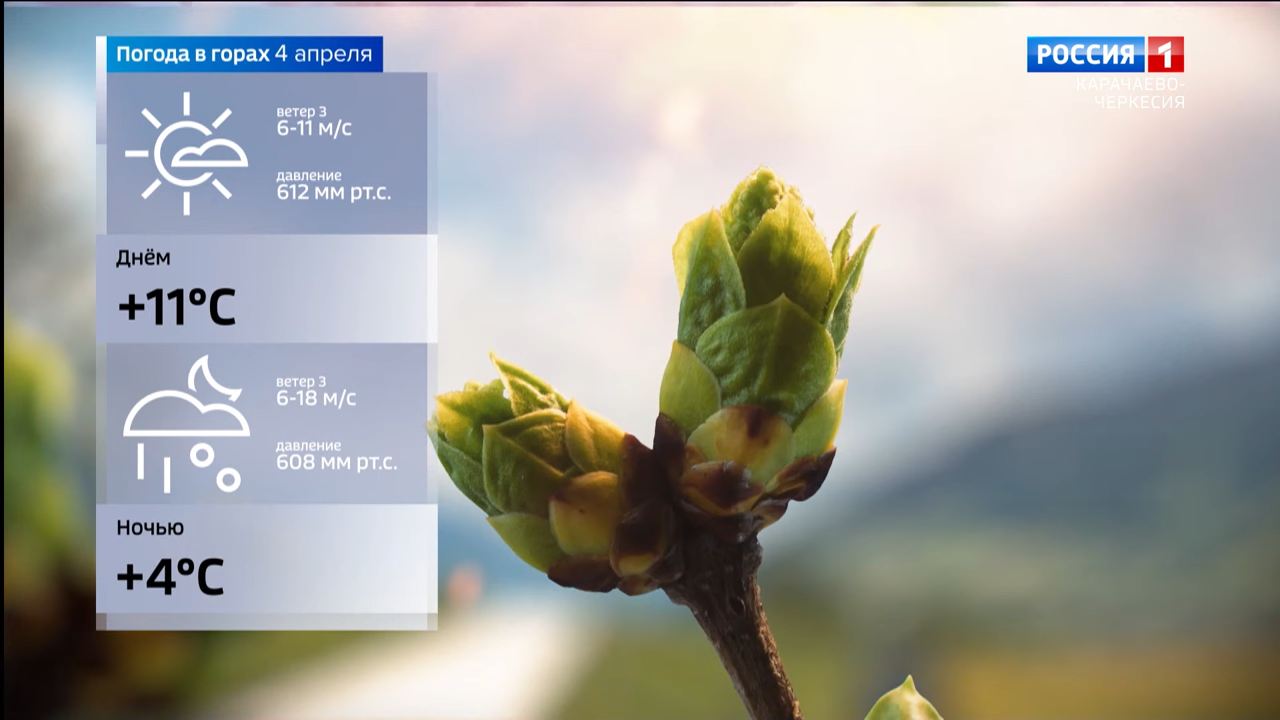 Погода в горах 4 апреля
ветер З
6-11 м/с
давление
612 мм рт.с.
Днём
+11°C
ветер З
6-18 м/с
давление
608 мм рт.с.
Ночью
+4°C
РОССИЯ 1
КАРАЧАЕВО-
ЧЕРКЕСИЯ